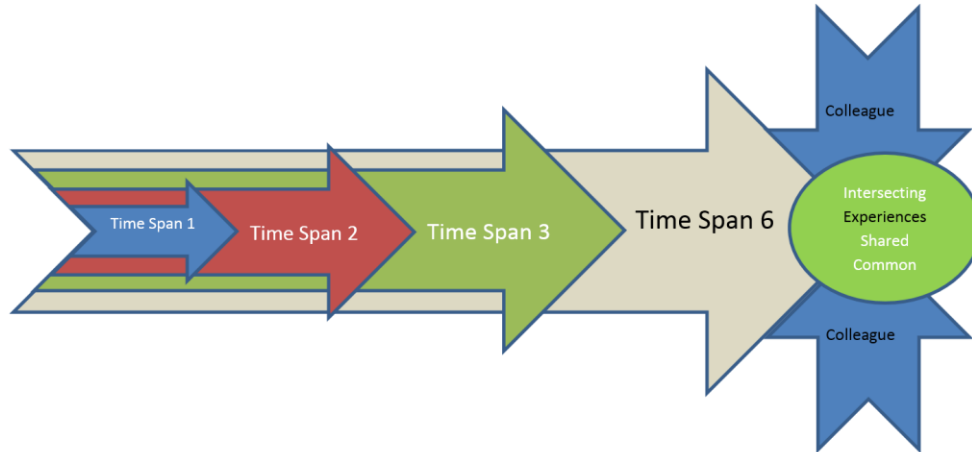 Time Span 1
Time Span 2
Time Span 3
Time Span 6
Colleague
Intersecting
Experiences
Shared
Common
Colleague